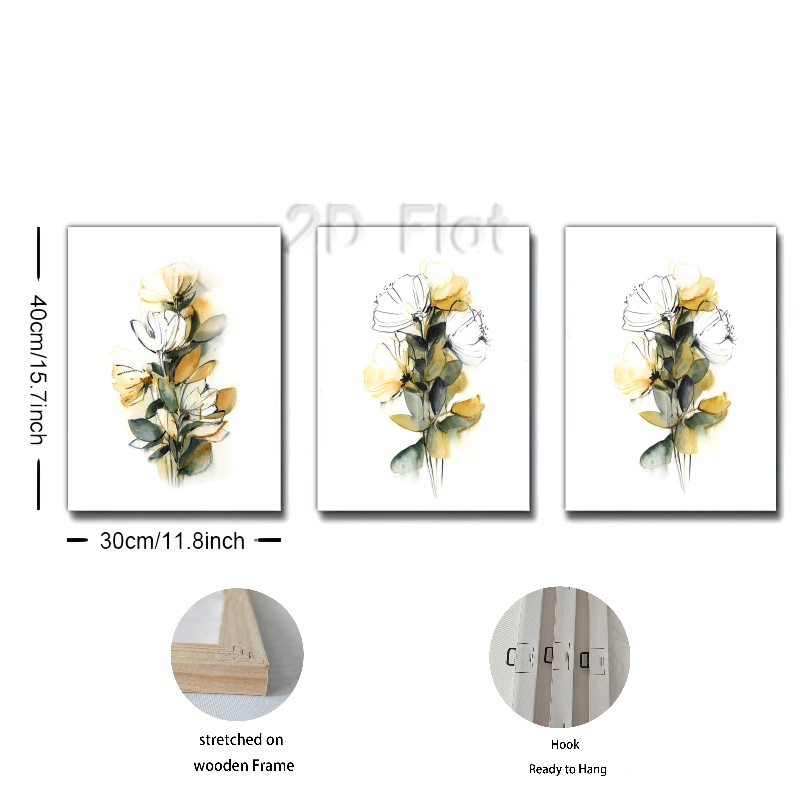 2D Flat
40cm/15.7inch
30cm/11.8inch
stretched on
wooden Frame
Hook
Ready to Hang